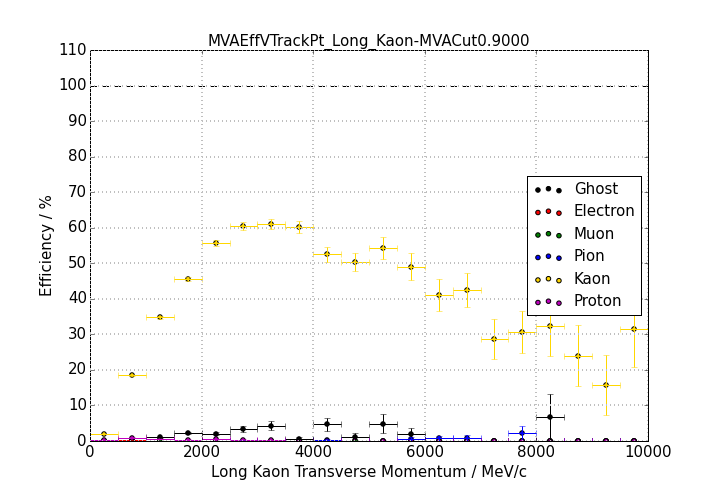 MVAEffVTrackPt_Long_Kaon-MVACut0.9000
110
100
90
80
70
60
50
40
30
20
10
0
Efficiency / %
Ghost
Electron
Muon
Pion
Kaon
Proton
0 2000 4000 6000 8000 10000
Long Kaon Transverse Momentum / MeV/c